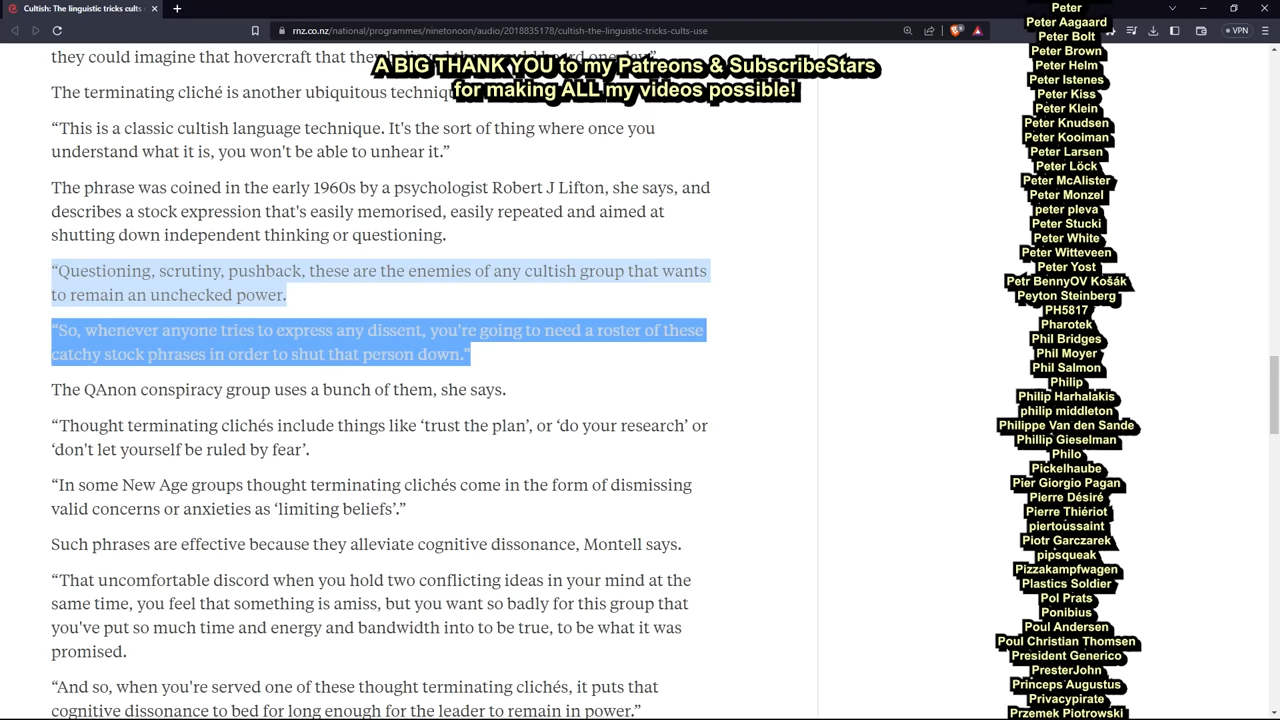 Cultish: The linguistic tricks cults
rnz.co.nz/national/programmes/ninetonoon/audio/2018835178/cultish-the-linguistic-tricks-cults-use
VPN
A BIG THANK YOU to my Patreons & SubscribeStars
for making ALL my videos possible!
The terminating cliché is another ubiquitous
“This is a classic cultish language technique. It's the sort of thing where once you
understand what it is, you won't be able to unhear it.”
The phrase was coined in the early 1960s by a psychologist Robert J Lifton, she says, and
describes a stock expression that's easily memorised, easily repeated and aimed at
shutting down independent thinking or questioning.
“Questioning, scrutiny, pushback, these are the enemies of any cultish group that wants
to remain an unchecked power.
“So, whenever anyone tries to express any dissent, you're going to need a roster of these
catchy stock phrases in order to shut that person down.”
The QAnon conspiracy group uses a bunch of them, she says.
“Thought terminating clichés include things like ‘trust the plan’, or ‘do your research’ or
‘don't let yourself be ruled by fear’.
“In some New Age groups thought terminating clichés come in the form of dismissing
valid concerns or anxieties as ‘limiting beliefs’.”
Such phrases are effective because they alleviate cognitive dissonance, Montell says.
“That uncomfortable discord when you hold two conflicting ideas in your mind at the
same time, you feel that something is amiss, but you want so badly for this group that
you've put so much time and energy and bandwidth into to be true, to be what it was
promised.
“And so, when you're served one of these thought terminating clichés, it puts that
cognitive dissonance to bed for long enough for the leader to remain in power.”
Peter
Peter Aagaard
Peter Bolt
Peter Brown
Peter Helm
Peter Istenes
Peter Kiss
Peter Klein
Peter Knudsen
Peter Kooiman
Peter Larsen
Peter Löck
Peter McAlister
Peter Monzel
peter pleva
Peter Stucki
Peter White
Peter Witteveen
Peter Yost
Petr BennyOV Košák
Peyton Steinberg
PH5817
Pharotek
Phil Bridges
Phil Moyer
Phil Salmon
Philip
Philip Harhalakis
philip middleton
Philippe Van den Sande
Phillip Gieselman
Philo
Pickelhaube
Pier Giorgio Pagan
Pierre Désiré
Pierre Thiériot
piertoussaint
Piotr Garczarek
pipsqueak
Pizzakampfwagen
Plastics Soldier
Pol Prats
Ponibius
Poul Andersen
Poul Christian Thomsen
President Generico
PresterJohn
Princeps Augustus
Privacypirate
Przemek Piotrowski